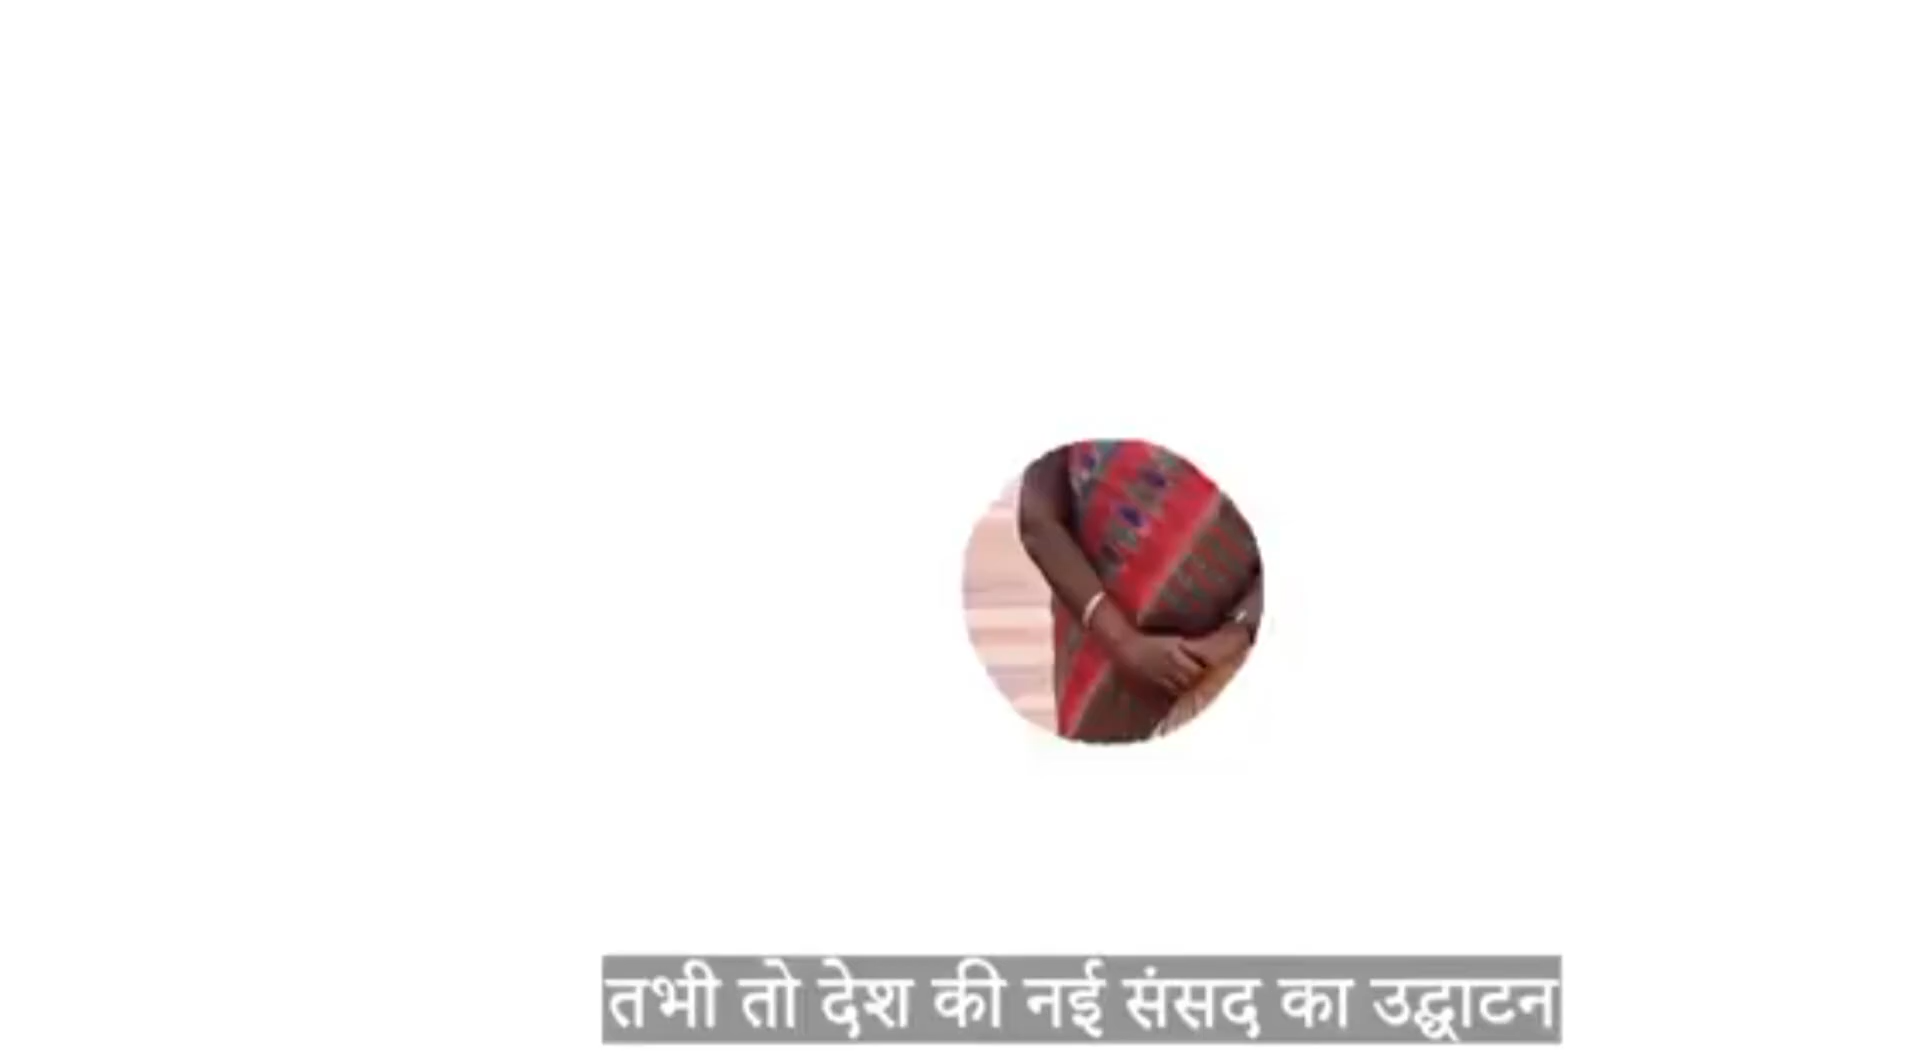 तभी तो देश की नई संसद का उद्घाटन